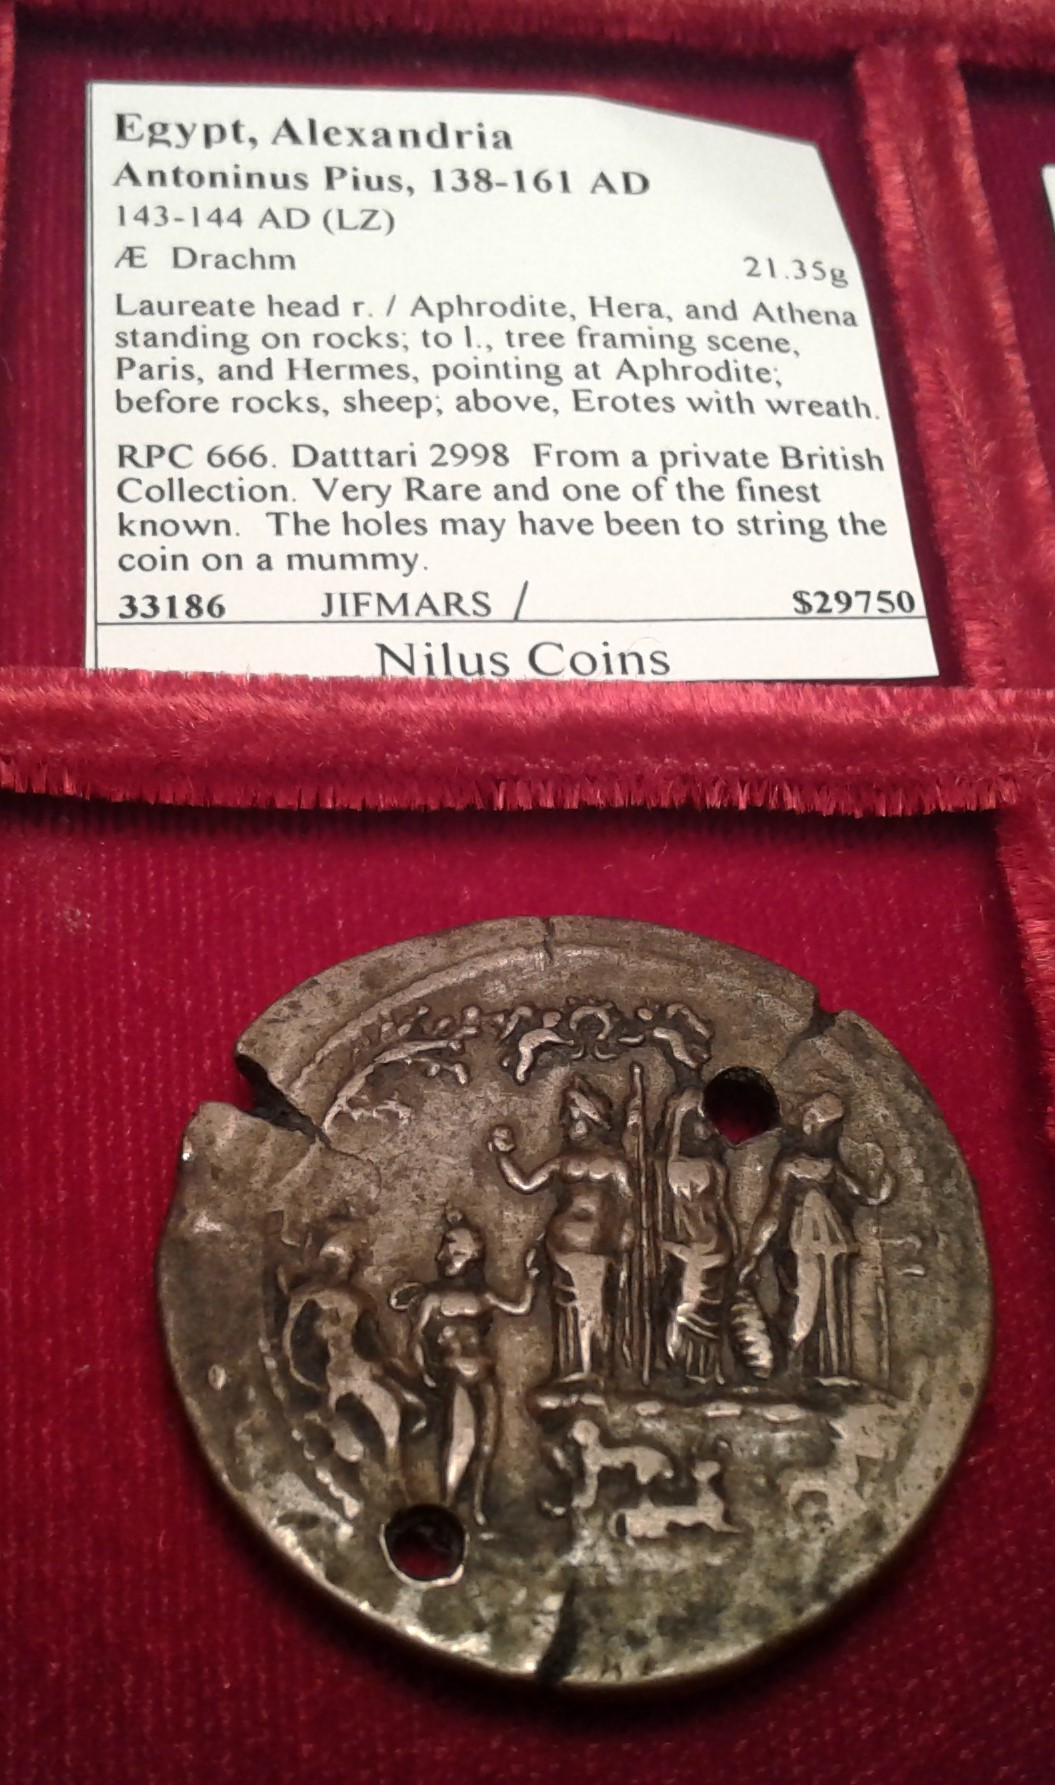 Egypt, Alexandria
Antoninus Pius, 138-161 AD
143-144 AD (LZ)
Æ Drachm 21.35g
Laureate head r. / Aphrodite, Hera, and Athena
standing on rocks; to l., tree framing scene,
Paris, and Hermes, pointing at Aphrodite;
before rocks, sheep; above, Erotes with wreath.
RPC 666. Datttari 2998 From a private British
Collection. Very Rare and one of the finest
known. The holes may have been to string the
coin on a mummy.
33186 JIFMARS / $29750
Nilus Coins